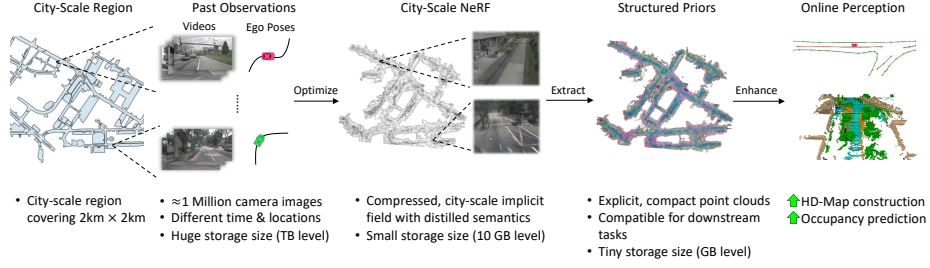 City-Scale Region
Past Observations
City-Scale NeRF
Structured Priors
Online Perception
Videos
Ego Poses
Optimize
Extract
Enhance
• City-scale region
covering 2km × 2km
• ≈1 Million camera images
• Different time & locations
• Huge storage size (TB level)
• Compressed, city-scale implicit
field with distilled semantics
• Small storage size (10 GB level)
• Explicit, compact point clouds
• Compatible for downstream
tasks
• Tiny storage size (GB level)
HD-Map construction
Occupancy prediction